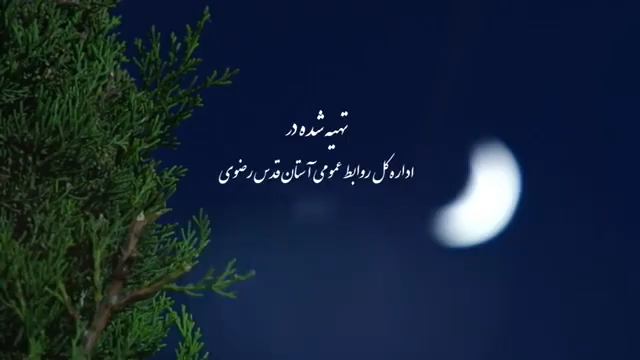 تهیه شده در
اداره کل روابط عمومی آستان قدس رضوی